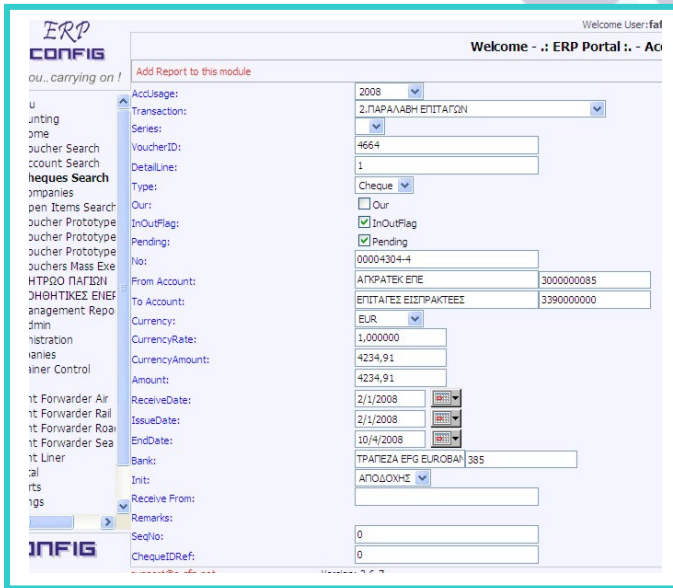 ERP
CONFIG
ou..carrying on !
Welcome User:faf
Welcome - .: ERP Portal :. - Acc
Add Report to this module
u
unting
ome
oucher Search
ccount Search
heques Search
ompanies
pen Items Search
oucher Prototype
oucher Prototype
oucher Prototype
ouchers Mass Exe
ΗΤΡΩΟ ΠΑΓΙΩΝ
ΟΗΘΗΤΙΚΕΣ ΕΝΕΡ
anagement Repo
dmin
nistration
panies
ainer Control
nt Forwarder Air
nt Forwarder Rail
nt Forwarder Road
nt Forwarder Sea
nt Liner
tal
rts
ngs
ONFIG
AccUsage: 2008
Transaction: 2.ΠΑΡΑΛΑΒΗ ΕΠΙΤΑΓΩΝ
Series:
VoucherID: 4664
DetailLine: 1
Type: Cheque
Our: Our
InOutFlag: InOutFlag
Pending: Pending
No: 00004304-4
From Account: ΑΓΚΡΑΤΕΚ ΕΠΕ 3000000085
To Account: ΕΠΙΤΑΓΕΣ ΕΙΣΠΡΑΚΤΕΕΣ 3390000000
Currency: EUR
CurrencyRate: 1,000000
CurrencyAmount: 4234,91
Amount: 4234,91
ReceiveDate: 2/1/2008
IssueDate: 2/1/2008
EndDate: 10/4/2008
Bank: ΤΡΑΠΕΖΑ EFG EUROBAN 385
Init: ΑΠΟΔΟΧΗΣ
Receive From:
Remarks:
SeqNo: 0
ChequeIDRef: 0